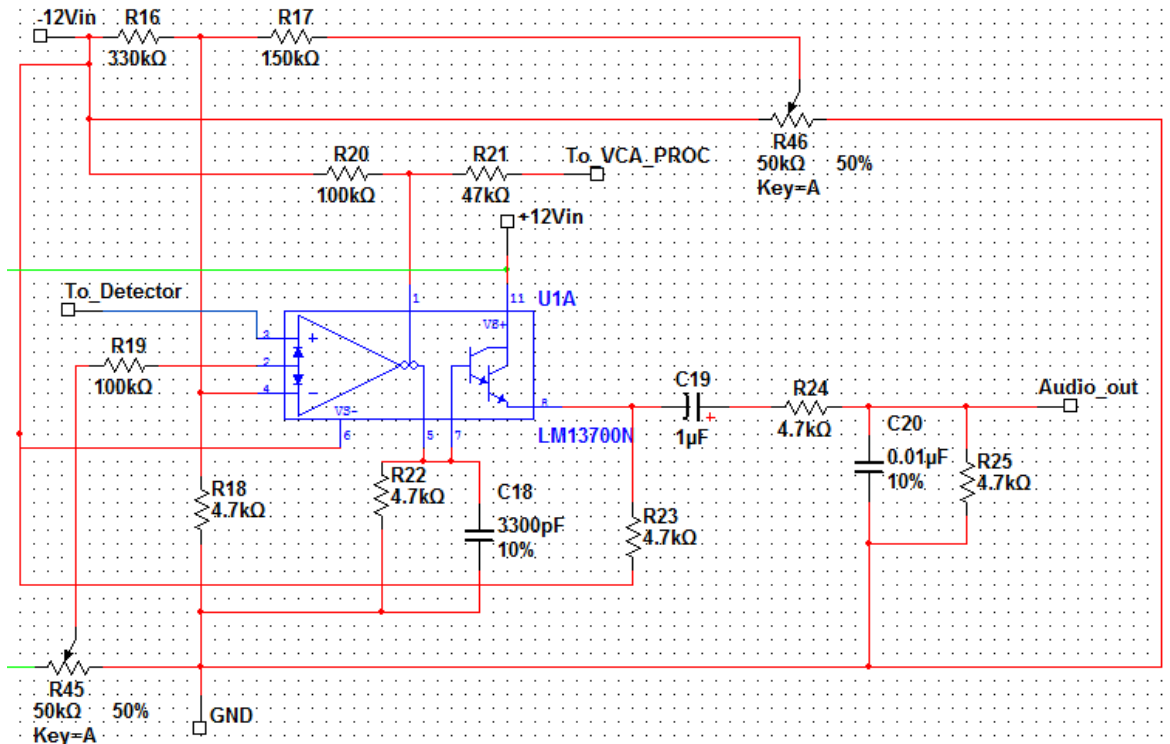 -12Vin
R16
330kΩ
R17
150kΩ
R46
50kΩ 50%
Key=A
R20
100kΩ
R21
47kΩ
To_VCA_PROC
+12Vin
To_Detector
1
11
U1A
VB+
3
+
R19
100kΩ
2
4
–
VS-
6
5
7
8
LM13700N
C19
+
1µF
R24
4.7kΩ
Audio_out
C20
0.01µF
10%
R25
4.7kΩ
R18
4.7kΩ
R22
4.7kΩ
C18
3300pF
10%
R23
4.7kΩ
R45
50kΩ 50%
Key=A
GND